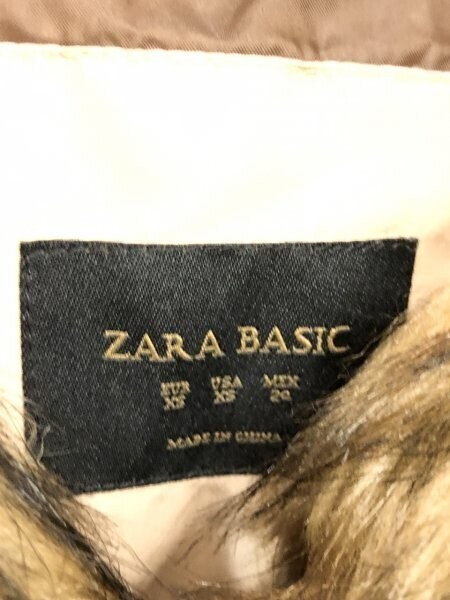 ZARA BASIC
EUR USA MEX
XS XS 24
MADE IN CHINA